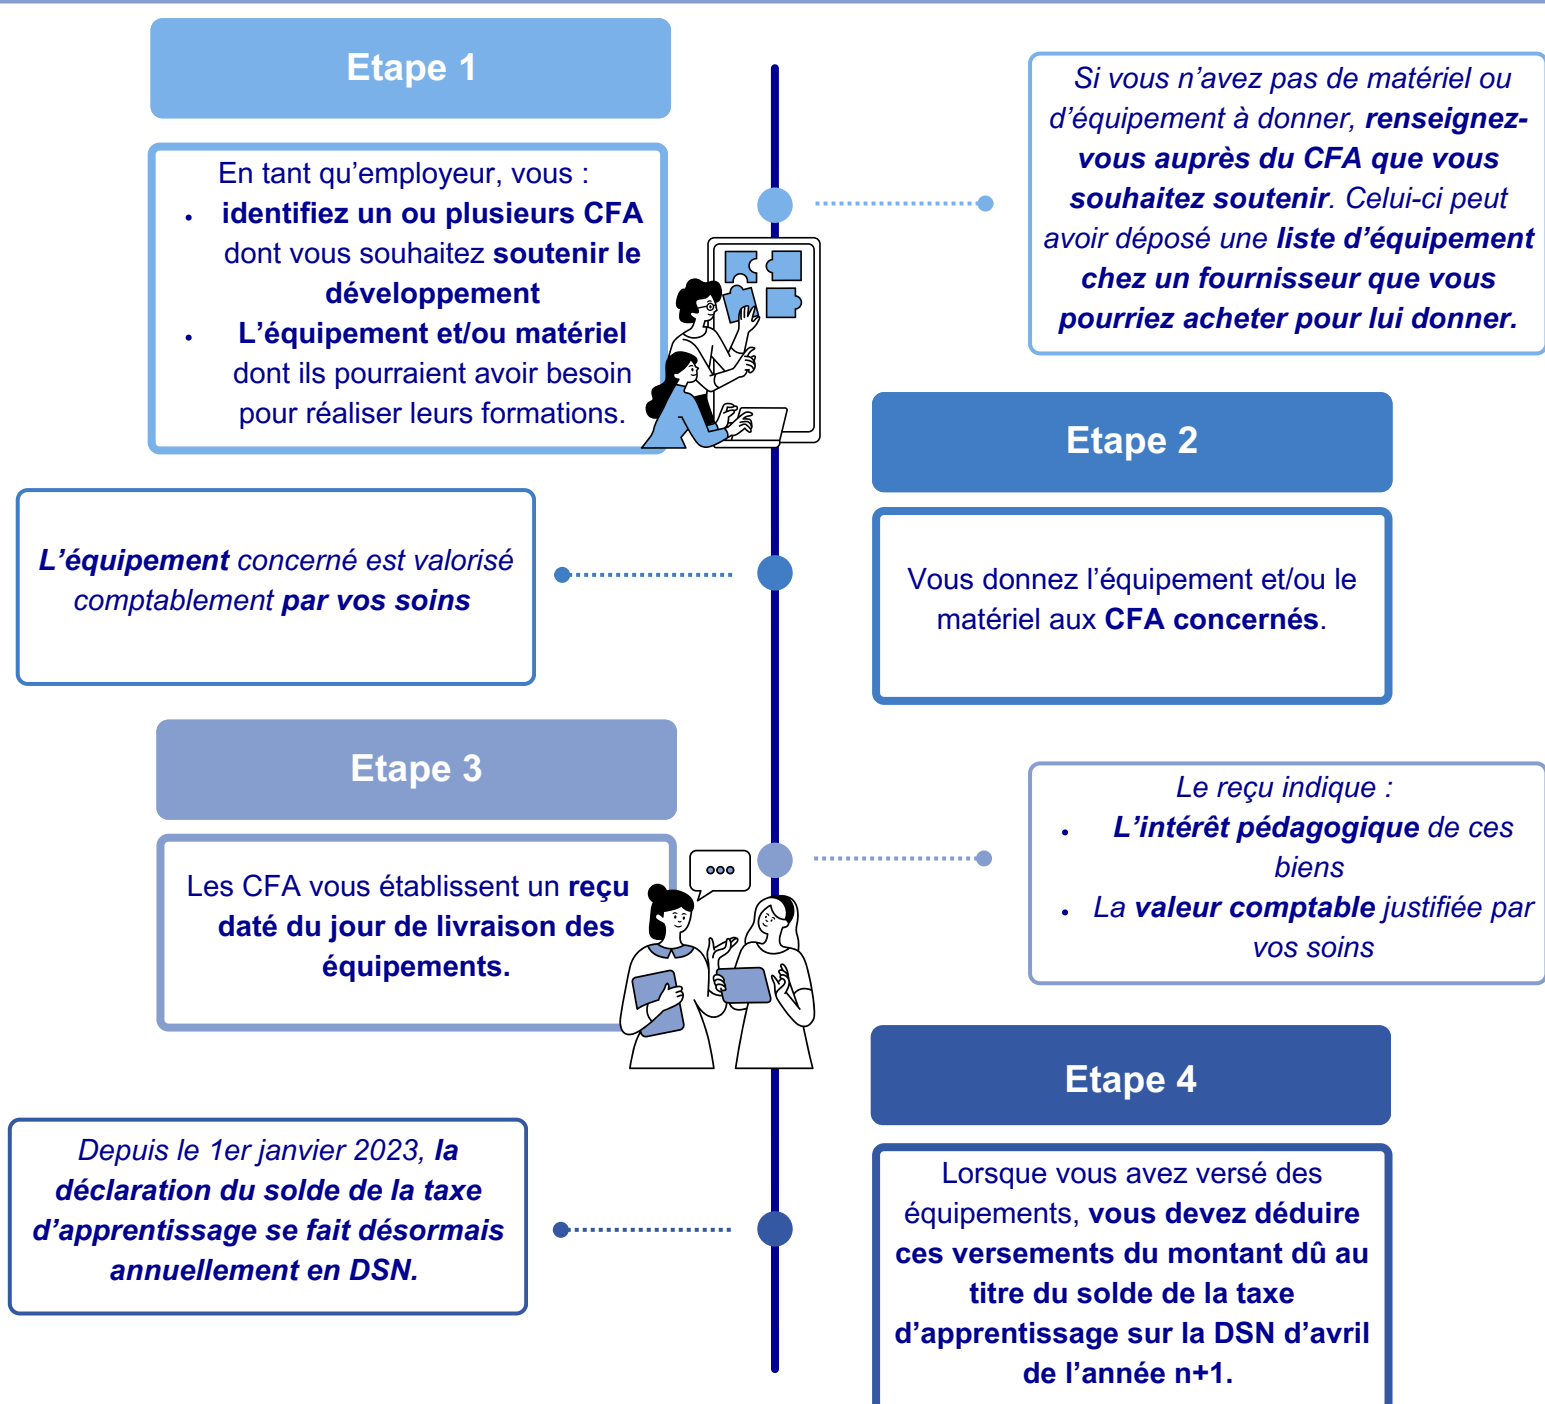 Etape 1
En tant qu’employeur, vous :
• identifiez un ou plusieurs CFA
dont vous souhaitez soutenir le
développement
• L’équipement et/ou matériel
dont ils pourraient avoir besoin
pour réaliser leurs formations.
Si vous n’avez pas de matériel ou
d’équipement à donner, renseignez-
vous auprès du CFA que vous
souhaitez soutenir. Celui-ci peut
avoir déposé une liste d’équipement
chez un fournisseur que vous
pourriez acheter pour lui donner.
Etape 2
Vous donnez l’équipement et/ou le
matériel aux CFA concernés.
L’équipement concerné est valorisé
comptablement par vos soins
Etape 3
Les CFA vous établissent un reçu
daté du jour de livraison des
équipements.
Le reçu indique :
• L’intérêt pédagogique de ces
biens
• La valeur comptable justifiée par
vos soins
Etape 4
Lorsque vous avez versé des
équipements, vous devez déduire
ces versements du montant dû au
titre du solde de la taxe
d’apprentissage sur la DSN d’avril
de l’année n+1.
Depuis le 1er janvier 2023, la
déclaration du solde de la taxe
d’apprentissage se fait désormais
annuellement en DSN.